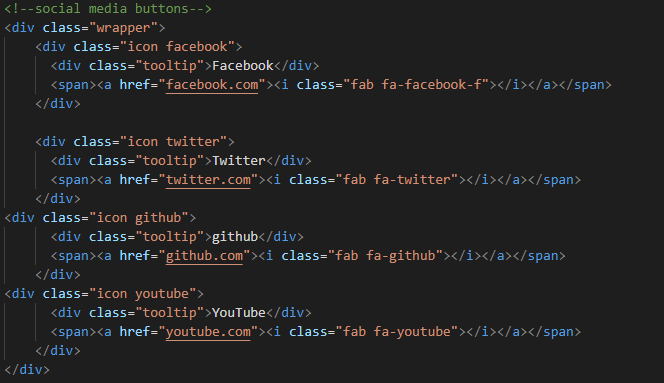 <!--social media buttons-->
<div class="wrapper">
    <div class="icon facebook">
      <div class="tooltip">Facebook</div>
      <span><a href="facebook.com"><i class="fab fa-facebook-f"></i></a></span>
    </div>

    <div class="icon twitter">
      <div class="tooltip">Twitter</div>
      <span><a href="twitter.com"><i class="fab fa-twitter"></i></a></span>
    </div>
<div class="icon github">
      <div class="tooltip">github</div>
      <span><a href="github.com"><i class="fab fa-github"></i></a></span>
    </div>
<div class="icon youtube">
      <div class="tooltip">YouTube</div>
      <span><a href="youtube.com"><i class="fab fa-youtube"></i></a></span>
    </div>
</div>